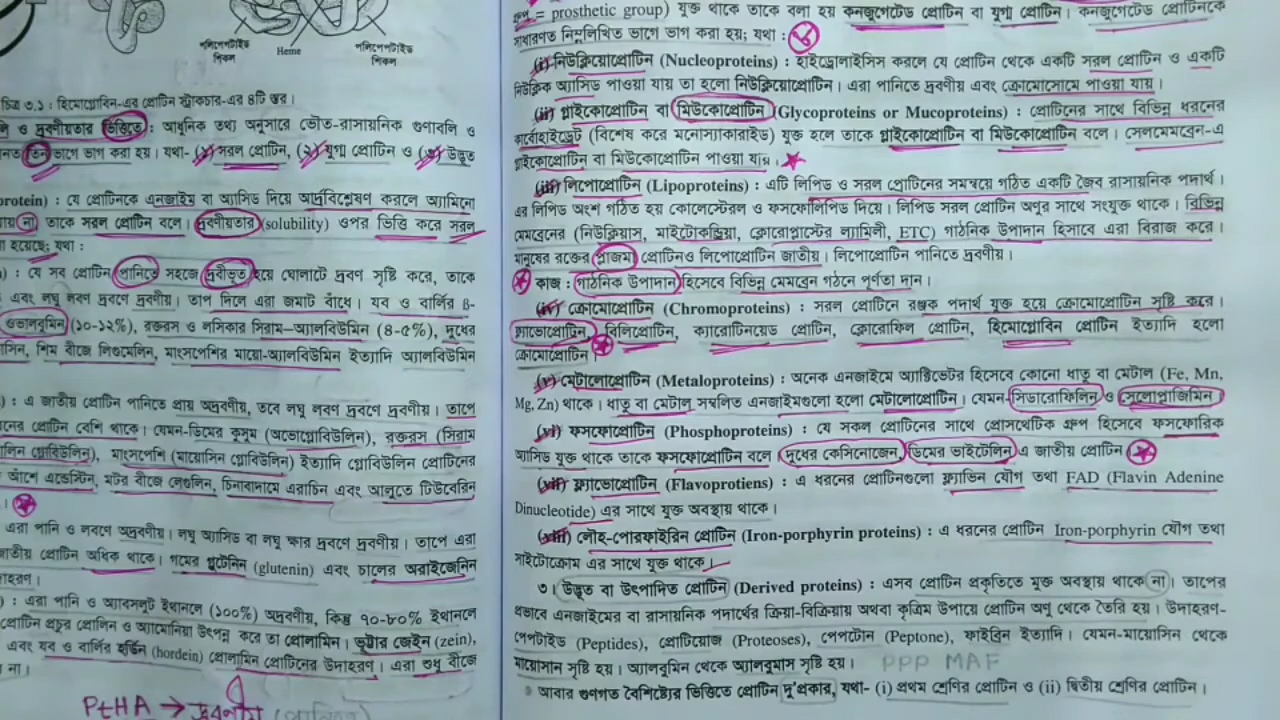 পলিপেপটাইড শিকল
Heme
পলিপেপটাইড শিকল
চিত্র ৩.১ : হিমোগ্লোবিন-এর প্রোটিন স্ট্রাকচার-এর ৪টি স্তর।
ও দ্রবণীয়তার ভিত্তিতে : আধুনিক তথ্য অনুসারে ভৌত-রাসায়নিক গুণাবলি ও
তিন ভাগে ভাগ করা হয়। যথা- (১) সরল প্রোটিন, (২) যুগ্ম প্রোটিন ও (৩) উদ্ভূত
protein) : যে প্রোটিনকে এনজাইম বা অ্যাসিড দিয়ে আর্দ্রবিশ্লেষণ করলে অ্যামিনো
না তাকে সরল প্রোটিন বলে। দ্রবণীয়তার (solubility) ওপর ভিত্তি করে সরল
হয়েছে; যথা :
: যে সব প্রোটিন পানিতে সহজে দ্রবীভূত হয়ে ঘোলাটে দ্রবণ সৃষ্টি করে, তাকে
এবং লঘু লবণ দ্রবণে দ্রবণীয়। তাপ দিলে এরা জমাট বাঁধে। যব ও বার্লির β-
ওভালবুমিন (১০-১২%), রক্তরস ও লসিকার সিরাম-অ্যালবিউমিন (৪-৫%), দুধের
শিম বীজে লিগুমেলিন, মাংসপেশির মায়ো-অ্যালবিউমিন ইত্যাদি অ্যালবিউমিন
: এ জাতীয় প্রোটিন পানিতে প্রায় অদ্রবণীয়, তবে লঘু লবণ দ্রবণে দ্রবণীয়। তাপে
প্রোটিন বেশি থাকে। যেমন-ডিমের কুসুম (অভোগ্লোবিউলিন), রক্তরস (সিরাম
গ্লোবিউলিন), মাংসপেশি (মায়োসিন গ্লোবিউলিন) ইত্যাদি গ্লোবিউলিন প্রোটিনের
আঁশে এডেস্টিন, মটর বীজে লেগুলিন, চিনাবাদামে এরাচিন এবং আলুতে টিউবেরিন
এরা পানি ও লবণে অদ্রবণীয়। লঘু অ্যাসিড বা লঘু ক্ষার দ্রবণে দ্রবণীয়। তাপে এরা
প্রোটিন অধিক থাকে। গমের গ্লুটেনিন (glutenin) এবং চালের অরাইজেনিন
: এরা পানি ও অ্যাবসলুট ইথানলে (১০০%) অদ্রবণীয়, কিন্তু ৭০-৮০% ইথানলে
প্রোটিন প্রচুর প্রোলিন ও অ্যামোনিয়া উৎপন্ন করে তা প্রোলামিন। ভুট্টার জেইন (zein),
এবং যব ও বার্লির হর্ডিন (hordein) প্রোলামিন প্রোটিনের উদাহরণ। এরা শুধু বীজে
না।
PtHA →
= prosthetic group) যুক্ত থাকে তাকে বলা হয় কনজুগেটেড প্রোটিন বা যুগ্ম প্রোটিন। কনজুগেটেড প্রোটিনকে
সাধারণত নিম্নলিখিত ভাগে ভাগ করা হয়; যথা :
(i) নিউক্লিয়োপ্রোটিন (Nucleoproteins) : হাইড্রোলাইসিস করলে যে প্রোটিন থেকে একটি সরল প্রোটিন ও একটি
নিউক্লিক অ্যাসিড পাওয়া যায় তা হলো নিউক্লিয়োপ্রোটিন। এরা পানিতে দ্রবণীয় এবং ক্রোমোসোমে পাওয়া যায়।
(ii) গ্লাইকোপ্রোটিন বা মিউকোপ্রোটিন (Glycoproteins or Mucoproteins) : প্রোটিনের সাথে বিভিন্ন ধরনের
কার্বোহাইড্রেট (বিশেষ করে মনোস্যাকারাইড) যুক্ত হলে তাকে গ্লাইকোপ্রোটিন বা মিউকোপ্রোটিন বলে। সেলমেমব্রেন-এ
গ্লাইকোপ্রোটিন বা মিউকোপ্রোটিন পাওয়া যায়।
(iii) লিপোপ্রোটিন (Lipoproteins) : এটি লিপিড ও সরল প্রোটিনের সমন্বয়ে গঠিত একটি জৈব রাসায়নিক পদার্থ।
এর লিপিড অংশ গঠিত হয় কোলেস্টেরল ও ফসফোলিপিড দিয়ে। লিপিড সরল প্রোটিন অণুর সাথে সংযুক্ত থাকে। বিভিন্ন
মেমব্রেনের (নিউক্লিয়াস, মাইটোকন্ড্রিয়া, ক্লোরোপ্লাস্টের ল্যামিলী, ETC) গাঠনিক উপাদান হিসাবে এরা বিরাজ করে।
মানুষের রক্তের প্লাজমা প্রোটিনও লিপোপ্রোটিন জাতীয়। লিপোপ্রোটিন পানিতে দ্রবণীয়।
কাজ : গাঠনিক উপাদান হিসেবে বিভিন্ন মেমব্রেন গঠনে পূর্ণতা দান।
(iv) ক্রোমোপ্রোটিন (Chromoproteins) : সরল প্রোটিনে রঞ্জক পদার্থ যুক্ত হয়ে ক্রোমোপ্রোটিন সৃষ্টি করে।
ফ্লাভোপ্রোটিন, বিলিপ্রোটিন, ক্যারোটিনয়েড প্রোটিন, ক্লোরোফিল প্রোটিন, হিমোগ্লোবিন প্রোটিন ইত্যাদি হলো
ক্রোমোপ্রোটিন
(v) মেটালোপ্রোটিন (Metaloproteins) : অনেক এনজাইমে অ্যাক্টিভেটর হিসেবে কোনো ধাতু বা মেটাল (Fe, Mn,
Mg, Zn) থাকে। ধাতু বা মেটাল সম্বলিত এনজাইমগুলো হলো মেটালোপ্রোটিন। যেমন-সিডারোফিলিন ও সেলোপ্লাজিমিন।
(vi) ফসফোপ্রোটিন (Phosphoproteins) : যে সকল প্রোটিনের সাথে প্রোসথেটিক গ্রুপ হিসেবে ফসফোরিক
অ্যাসিড যুক্ত থাকে তাকে ফসফোপ্রোটিন বলে দুধের কেসিনোজেন, ডিমের ভাইটেলিন এ জাতীয় প্রোটিন
(vii) ফ্ল্যাভোপ্রোটিন (Flavoprotiens) : এ ধরনের প্রোটিনগুলো ফ্ল্যাভিন যৌগ তথা FAD (Flavin Adenine
Dinucleotide) এর সাথে যুক্ত অবস্থায় থাকে।
(viii) লৌহ-পোরফাইরিন প্রোটিন (Iron-porphyrin proteins) : এ ধরনের প্রোটিন Iron-porphyrin যৌগ তথা
সাইটোক্রোম এর সাথে যুক্ত থাকে।
৩। উদ্ভূত বা উৎপাদিত প্রোটিন (Derived proteins) : এসব প্রোটিন প্রকৃতিতে মুক্ত অবস্থায় থাকে না। তাপের
প্রভাবে এনজাইমের বা রাসায়নিক পদার্থের ক্রিয়া-বিক্রিয়ায় অথবা কৃত্রিম উপায়ে প্রোটিন অণু থেকে তৈরি হয়। উদাহরণ-
পেপটাইড (Peptides), প্রোটিয়োজ (Proteoses), পেপটোন (Peptone), ফাইব্রিন ইত্যাদি। যেমন-মায়োসিন থেকে
মায়োসান সৃষ্টি হয়। অ্যালবুমিন থেকে অ্যালবুমাস সৃষ্টি হয়। PPP MAF
আবার গুণগত বৈশিষ্ট্যের ভিত্তিতে প্রোটিন দু'প্রকার, যথা- (i) প্রথম শ্রেণির প্রোটিন ও (ii) দ্বিতীয় শ্রেণির প্রোটিন।